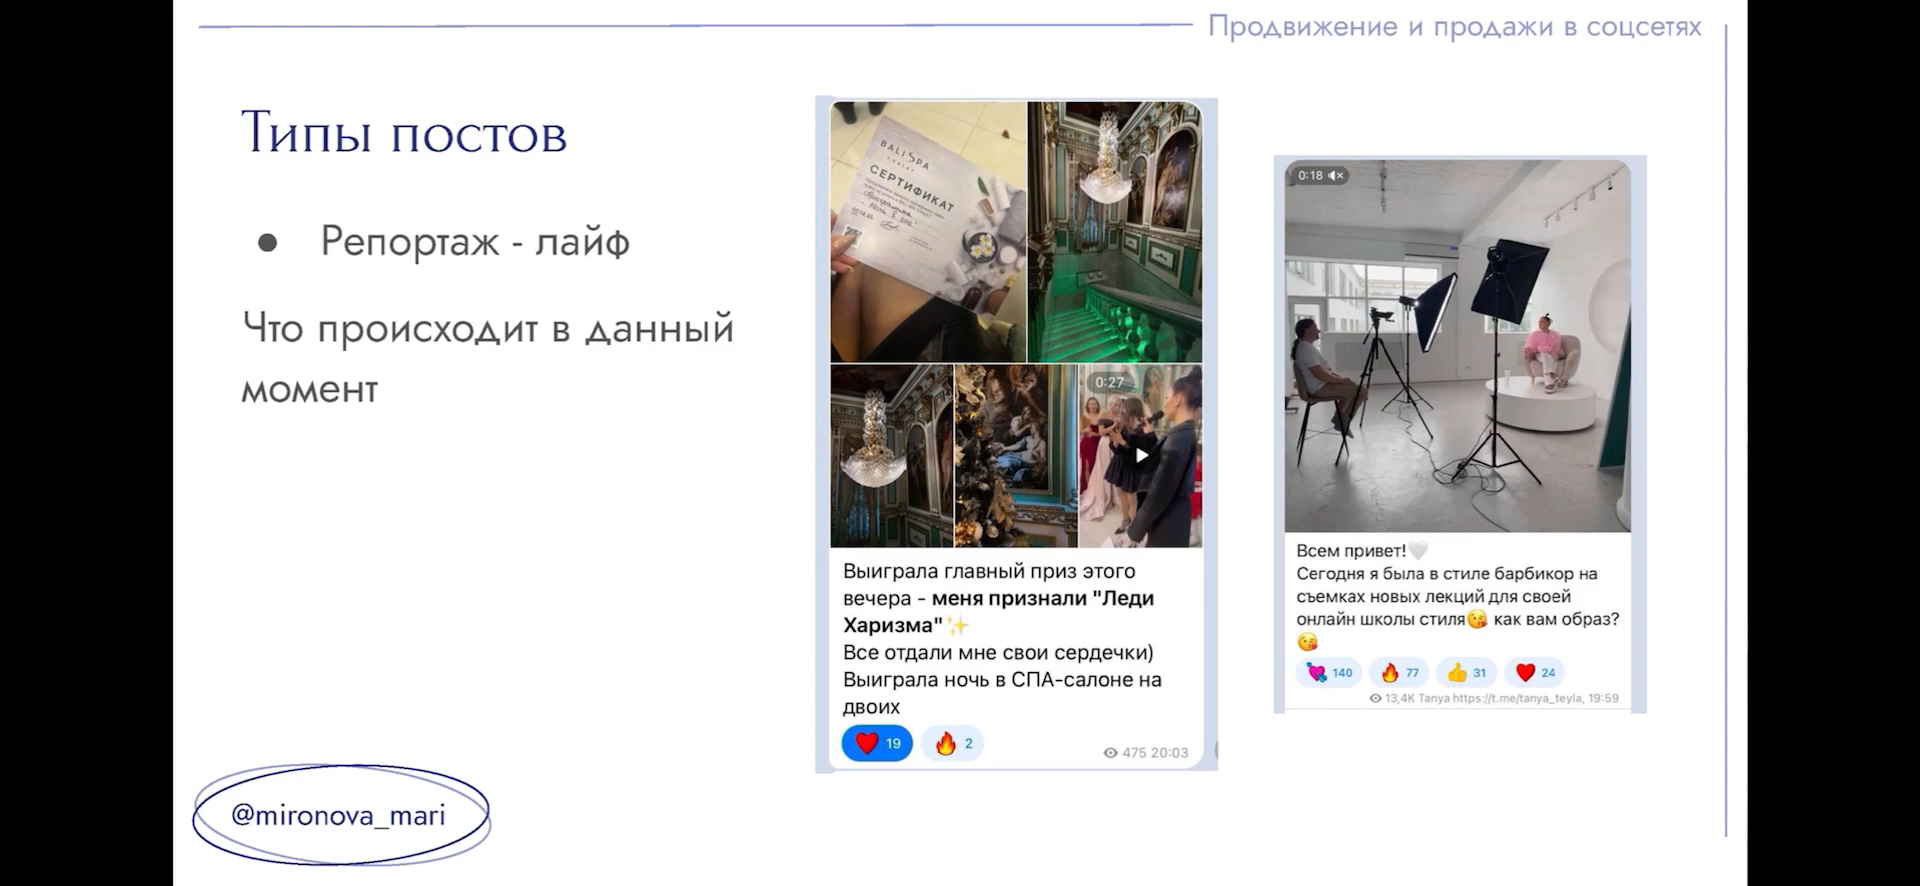 Продвижение и продажи в соцсетях
Типы постов
● Репортаж - лайф
Что происходит в данный
момент
BALI SPA
СЕРТИФИКАТ
0:27
Выиграла главный приз этого
вечера - меня признали "Леди
Харизма"✨
Все отдали мне свои сердечки)
Выиграла ночь в СПА-салоне на
двоих
❤️ 19 🔥 2
475 20:03
0:18
Всем привет!🤍
Сегодня я была в стиле барбикор на
съемках новых лекций для своей
онлайн школы стиля😘 как вам образ?
😘
💘 140 🔥 77 👍 31 ❤️ 24
13,4K Tanya https://t.me/tanya_teyla, 19:59
@mironova_mari